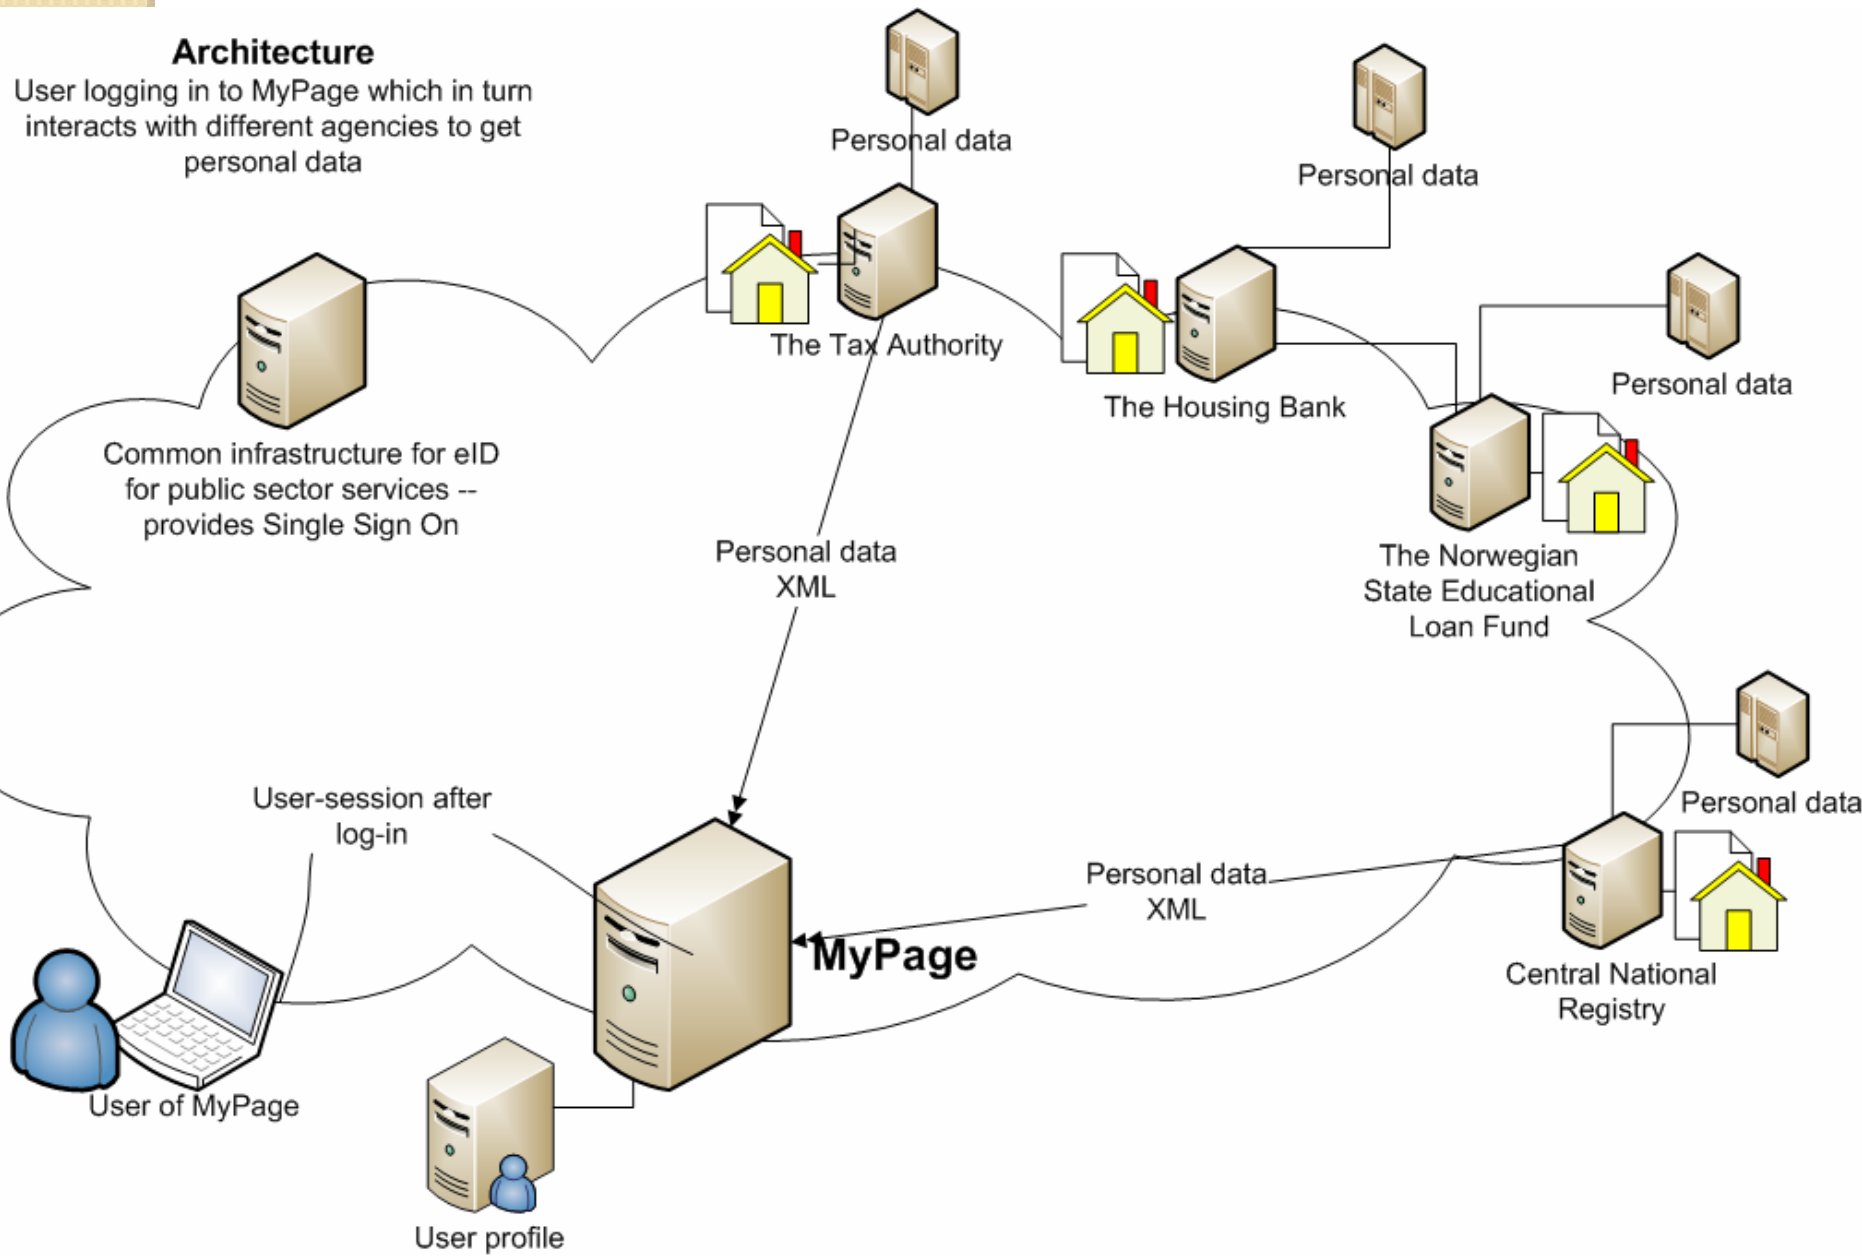 Architecture
User logging in to MyPage which in turn
interacts with different agencies to get
personal data
Personal data
Personal data
The Tax Authority
Personal data
The Housing Bank
Common infrastructure for eID
for public sector services --
provides Single Sign On
Personal data
XML
The Norwegian
State Educational
Loan Fund
User-session after
log-in
Personal data
Personal data
XML
MyPage
Central National
Registry
User of MyPage
User profile